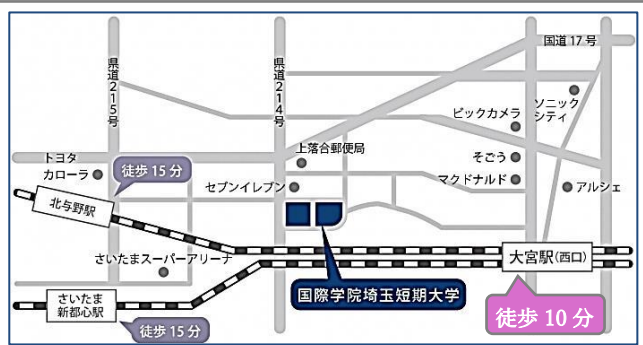 国道17号
県道215号
県道214号
ソニック
シティ
ビックカメラ
上落合郵便局
そごう
トヨタ
カローラ
徒歩15分
セブンイレブン
マクドナルド
アルシェ
北与野駅
さいたまスーパーアリーナ
大宮駅(西口)
国際学院埼玉短期大学
さいたま
新都心駅
徒歩15分
徒歩10分